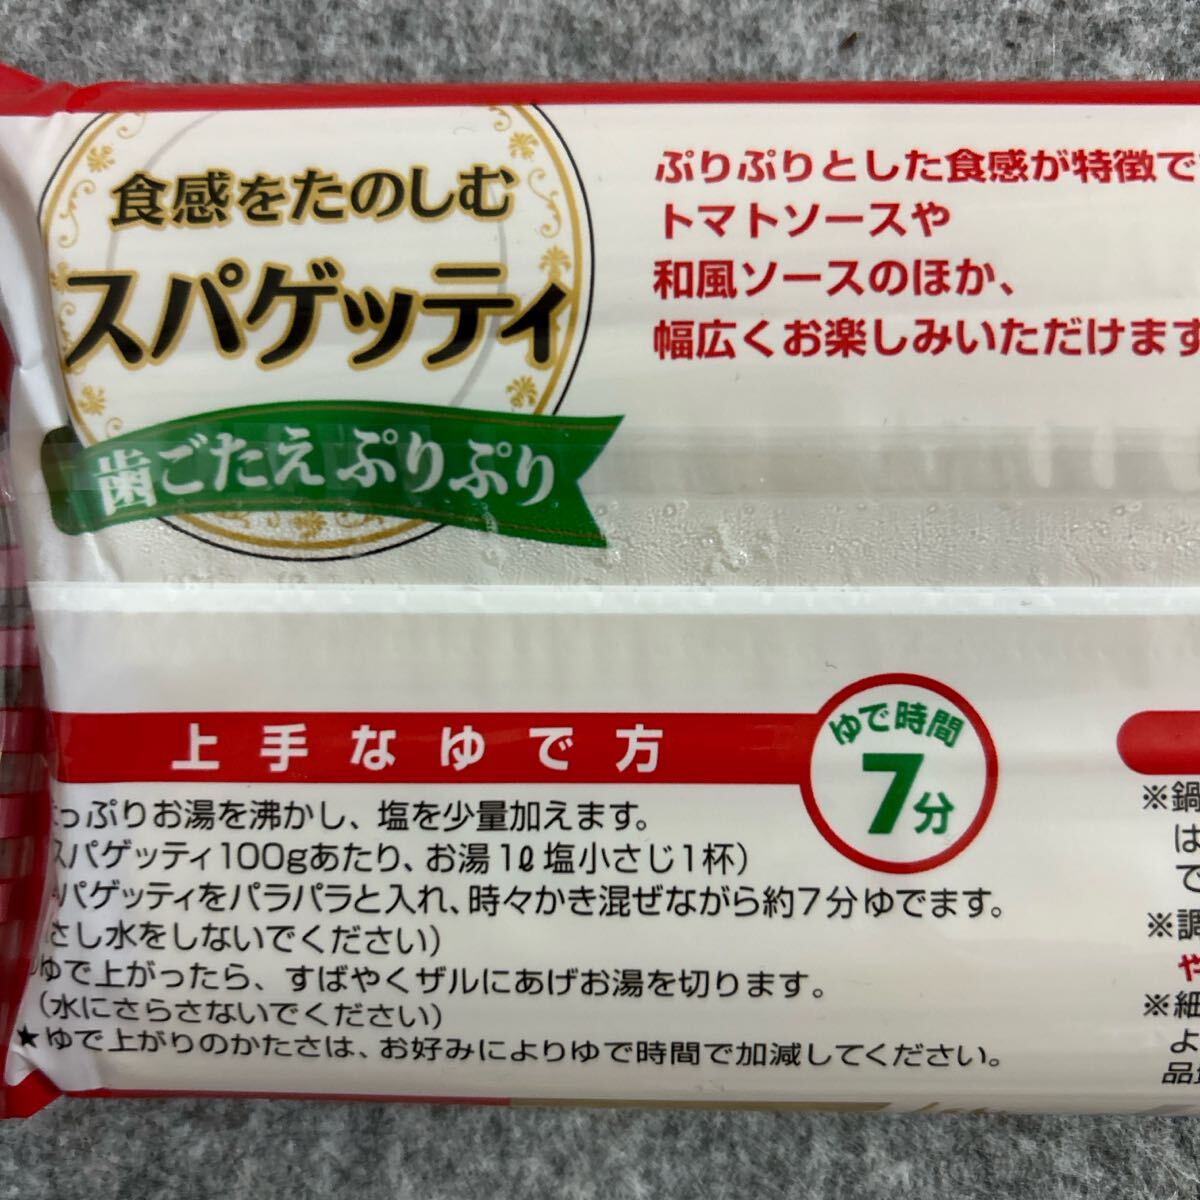 食感をたのしむ
スパゲッティ
歯ごたえぷりぷり
ぷりぷりとした食感が特徴で
トマトソースや
和風ソースのほか、
幅広くお楽しみいただけます
上手なゆで方
ゆで時間
7分
っぷりお湯を沸かし、塩を少量加えます。
スパゲッティ100gあたり、お湯1ℓ塩小さじ1杯)
パゲッティをパラパラと入れ、時々かき混ぜながら約7分ゆでます。
さし水をしないでください)
ゆで上がったら、すばやくザルにあげお湯を切ります。
(水にさらさないでください)
★ゆで上がりのかたさは、お好みによりゆで時間で加減してください。
※鍋
は
で
※調
や
※細
よ
品